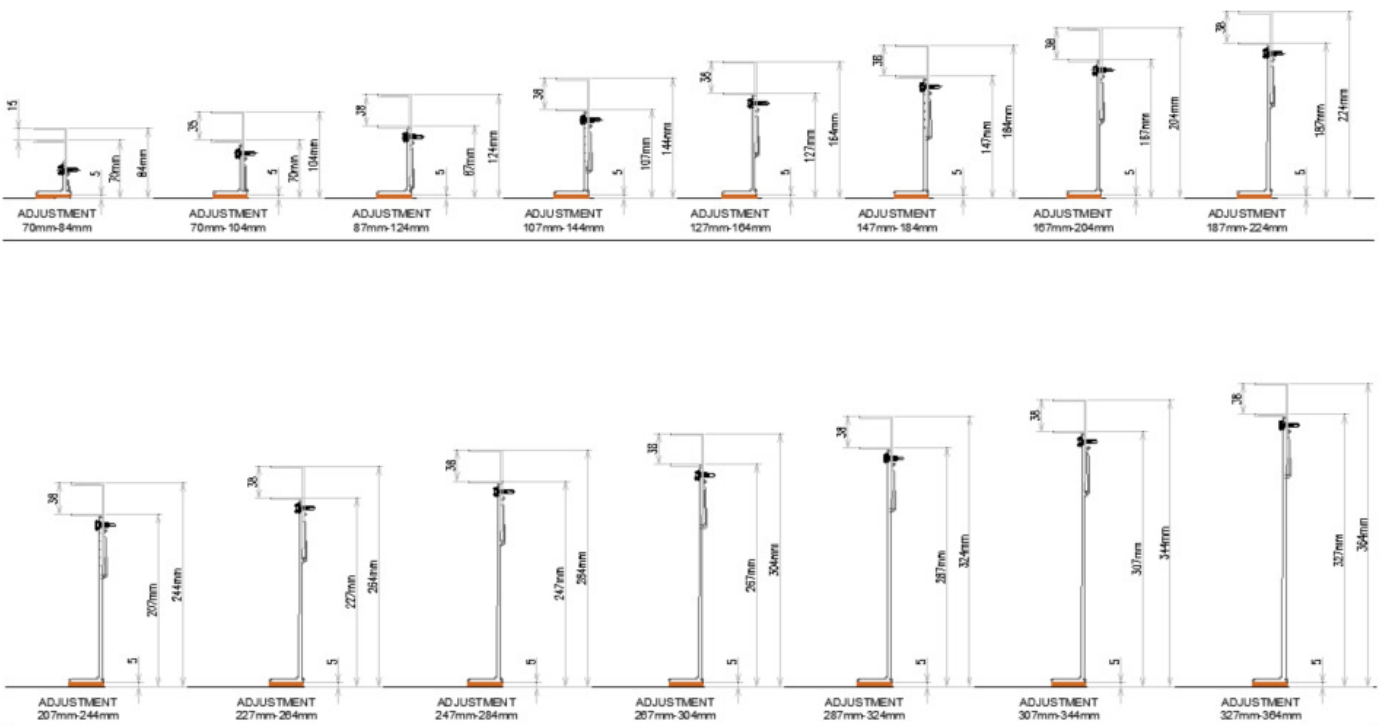 15
5
70mm
84mm
ADJUSTMENT
70mm-84mm
35
5
70mm
104mm
ADJUSTMENT
70mm-104mm
38
87mm
124mm
5
ADJUSTMENT
87mm-124mm
38
5
107mm
144mm
ADJUSTMENT
107mm-144mm
38
5
127mm
164mm
ADJUSTMENT
127mm-164mm
38
5
147mm
184mm
ADJUSTMENT
147mm-184mm
38
5
167mm
204mm
ADJUSTMENT
167mm-204mm
38
5
187mm
224mm
ADJUSTMENT
187mm-224mm
38
5
207mm
244mm
ADJUSTMENT
207mm-244mm
38
5
227mm
264mm
ADJUSTMENT
227mm-264mm
38
5
247mm
284mm
ADJUSTMENT
247mm-284mm
38
5
267mm
304mm
ADJUSTMENT
267mm-304mm
38
5
287mm
324mm
ADJUSTMENT
287mm-324mm
38
5
307mm
344mm
ADJUSTMENT
307mm-344mm
38
5
327mm
364mm
ADJUSTMENT
327mm-364mm